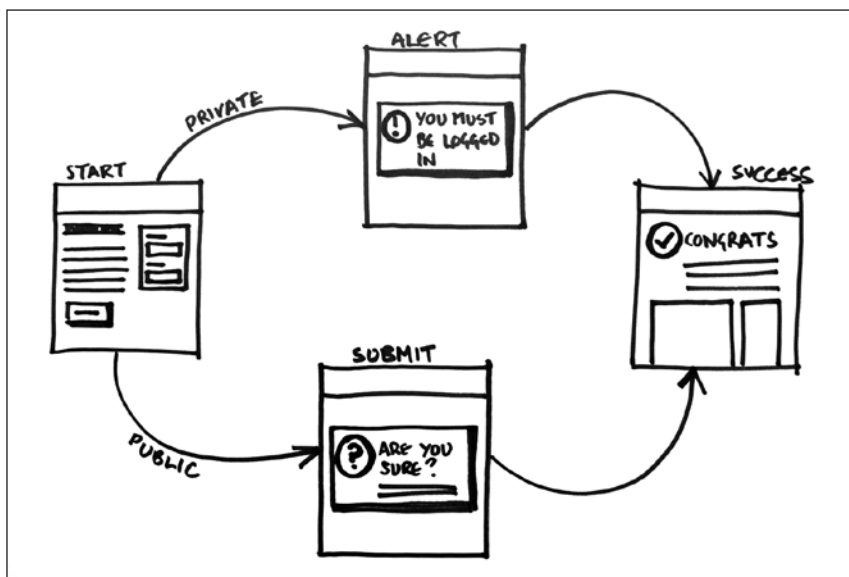 ALERT
PRIVATE
YOU MUST
BE LOGGED
IN
START
SUCCESS
CONGRATS
SUBMIT
PUBLIC
ARE YOU
SURE?